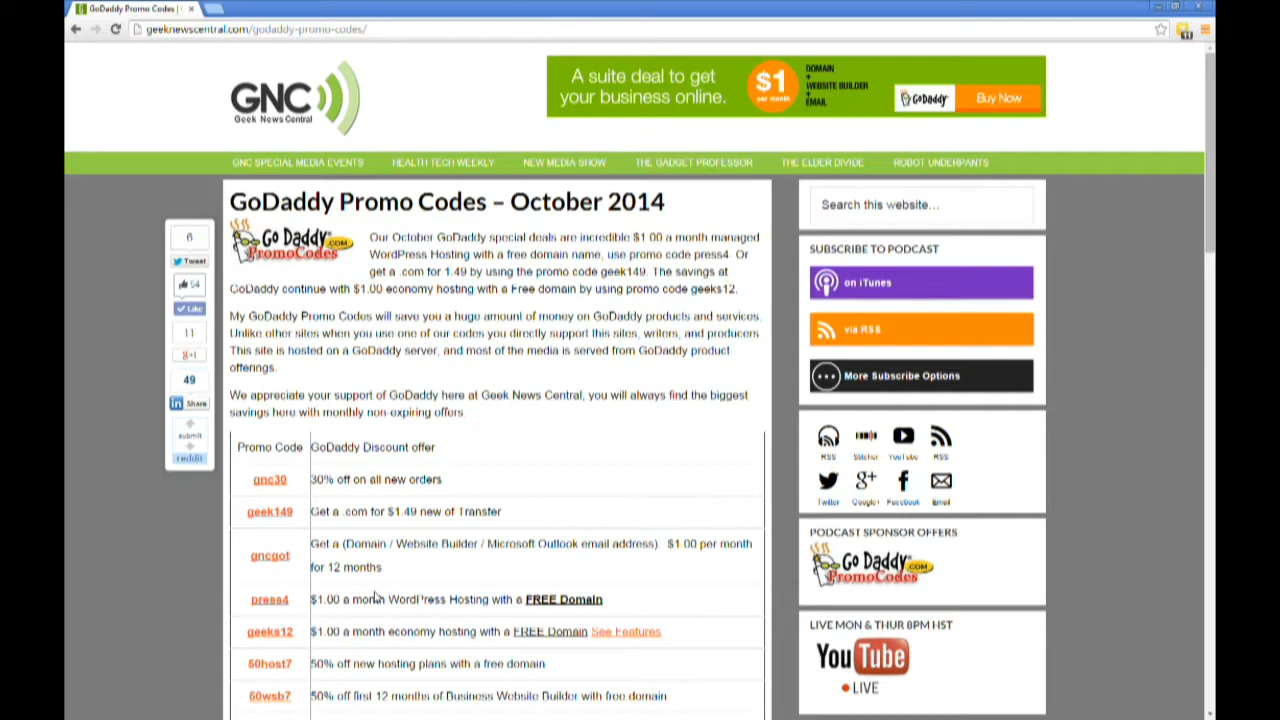 GoDaddy Promo Codes |
geeknewscentral.com/godaddy-promo-codes/
GNC
Geek News Central
A suite deal to get
your business online.
$1
per month
DOMAIN
+
WEBSITE BUILDER
+
EMAIL
GoDaddy
Buy Now
GNC SPECIAL MEDIA EVENTS HEALTH TECH WEEKLY NEW MEDIA SHOW THE GADGET PROFESSOR THE ELDER DIVIDE ROBOT UNDERPANTS
GoDaddy Promo Codes – October 2014
Go Daddy .COM
PromoCodes
Our October GoDaddy special deals are incredible $1.00 a month managed
WordPress Hosting with a free domain name, use promo code press4 Or
get a .com for 1.49 by using the promo code geek149. The savings at
GoDaddy continue with $1.00 economy hosting with a Free domain by using promo code geeks12.
My GoDaddy Promo Codes will save you a huge amount of money on GoDaddy products and services.
Unlike other sites when you use one of our codes you directly support this sites, writers, and producers
This site is hosted on a GoDaddy server, and most of the media is served from GoDaddy product
offerings.
We appreciate your support of GoDaddy here at Geek News Central, you will always find the biggest
savings here with monthly non-expiring offers.
Promo Code GoDaddy Discount offer
gnc30 30% off on all new orders
geek149 Get a .com for $1.49 new of Transfer
gncgot Get a (Domain / Website Builder / Microsoft Outlook email address) $1.00 per month
for 12 months
press4 $1.00 a month WordPress Hosting with a FREE Domain
geeks12 $1.00 a month economy hosting with a FREE Domain See Features
50host7 50% off new hosting plans with a free domain
50wsb7 50% off first 12 months of Business Website Builder with free domain
6
Tweet
54
Like
11
g+1
49
in Share
submit
reddit
Search this website...
SUBSCRIBE TO PODCAST
on iTunes
via RSS
More Subscribe Options
RSS Stitcher YouTube RSS
Twitter Google+ Facebook Email
PODCAST SPONSOR OFFERS
Go Daddy .COM
PromoCodes
LIVE MON & THUR 8PM HST
YouTube
LIVE